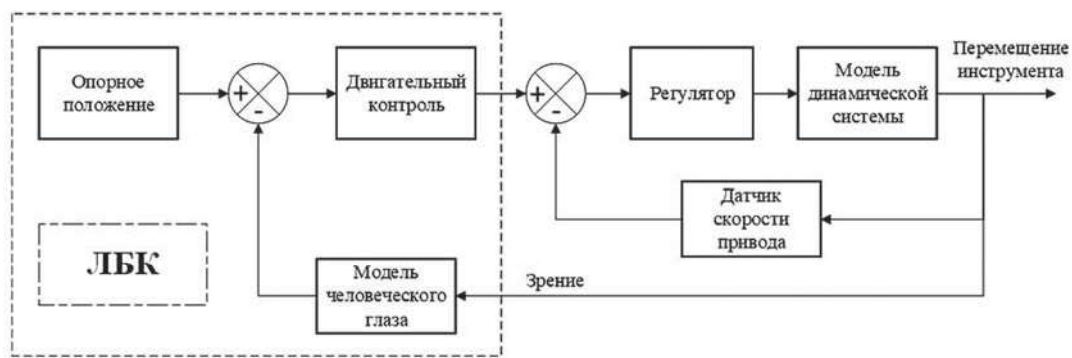 Опорное
положение
+
-
Двигательный
контроль
+
-
Регулятор
Модель
динамической
системы
Перемещение
инструмента
Датчик
скорости
привода
ЛБК
Модель
человеческого
глаза
Зрение